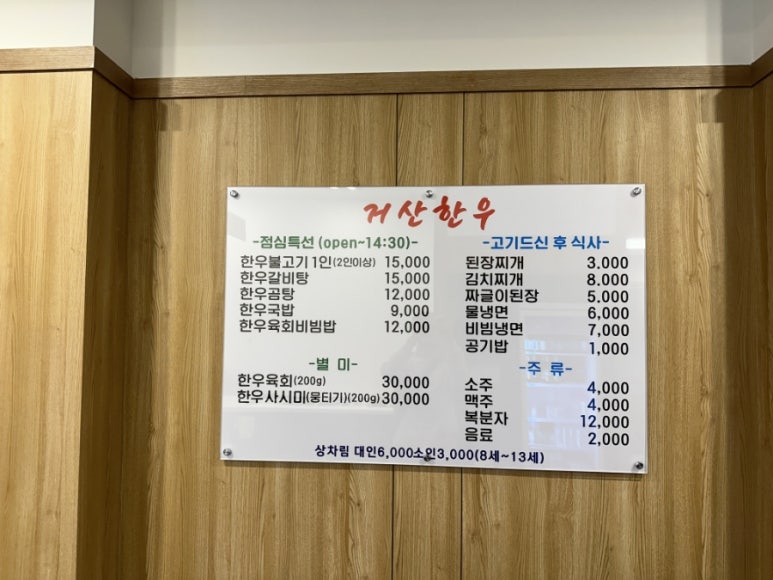 거산한우
-점심특선 (open~14:30)-
한우불고기 1인(2인이상) 15,000
한우갈비탕 15,000
한우곰탕 12,000
한우국밥 9,000
한우육회비빔밥 12,000
-별 미-
한우육회(200g) 30,000
한우사시미(뭉티기)(200g) 30,000
-고기드신 후 식사-
된장찌개 3.000
김치찌개 8.000
짜글이된장 5,000
물냉면 6,000
비빔냉면 7,000
공기밥 1,000
-주 류-
소주 4,000
맥주 4,000
복분자 12,000
음료 2,000
상차림 대인6,000소인3,000(8세~13세)